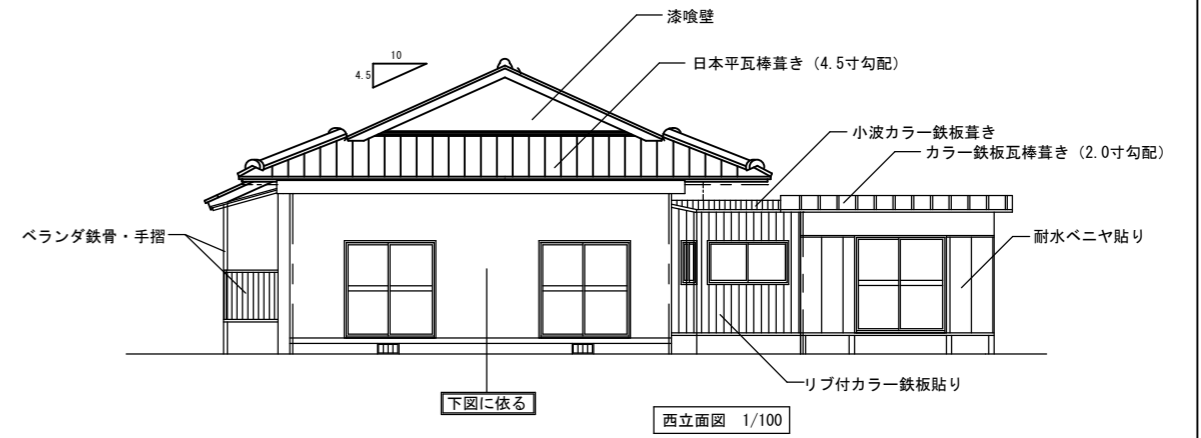 漆喰壁
10
4.5
日本平瓦棒葺き（4.5寸勾配）
小波カラー鉄板葺き
カラー鉄板瓦棒葺き（2.0寸勾配）
ベランダ鉄骨・手摺
耐水ベニヤ貼り
リブ付カラー鉄板貼り
下図に依る
西立面図 1/100